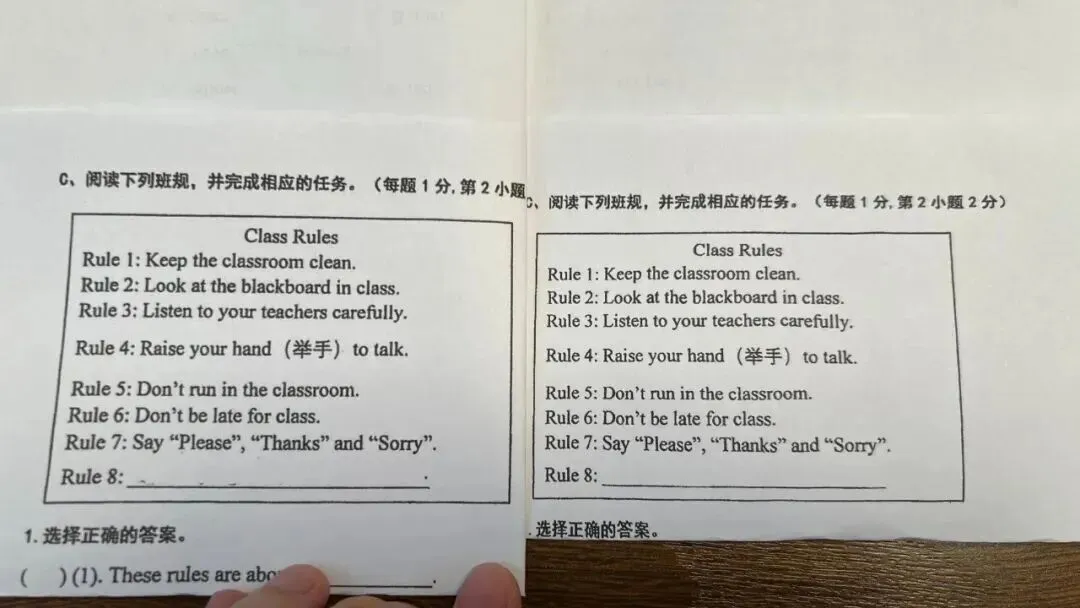 C、阅读下列班规，并完成相应的任务。（每题1分,第2小题
Class Rules
Rule 1: Keep the classroom clean.
Rule 2: Look at the blackboard in class.
Rule 3: Listen to your teachers carefully.
Rule 4: Raise your hand（举手）to talk.
Rule 5: Don't run in the classroom.
Rule 6: Don't be late for class.
Rule 7: Say “Please”, “Thanks” and “Sorry”.
Rule 8: ______________________.
1. 选择正确的答案。
(　) (1). These rules are ________.
C、阅读下列班规，并完成相应的任务。（每题1分,第2小题2分）
Class Rules
Rule 1: Keep the classroom clean.
Rule 2: Look at the blackboard in class.
Rule 3: Listen to your teachers carefully.
Rule 4: Raise your hand（举手）to talk.
Rule 5: Don't run in the classroom.
Rule 6: Don't be late for class.
Rule 7: Say “Please”, “Thanks” and “Sorry”.
Rule 8: ______________________
. 选择正确的答案。